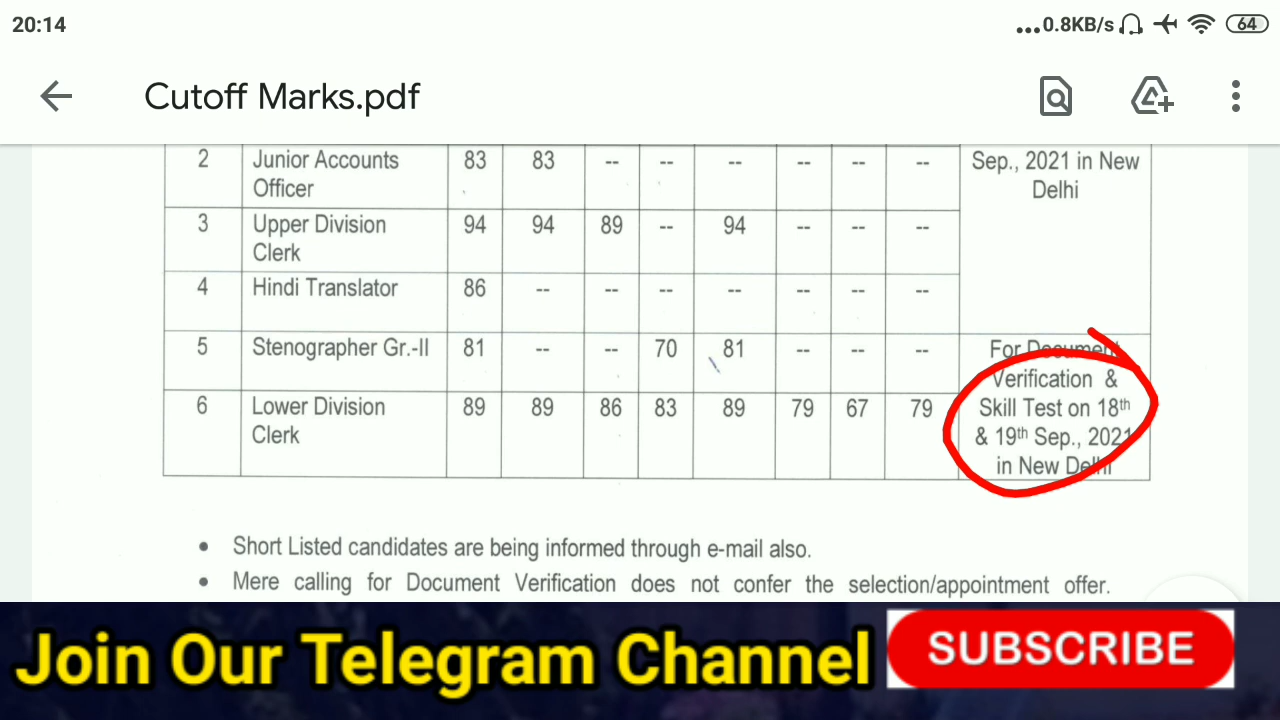 20:14
...0.8KB/s 64
Cutoff Marks.pdf
2 Junior Accounts 83 83 -- -- -- -- -- -- Sep., 2021 in New
Officer Delhi
3 Upper Division 94 94 89 -- 94 -- -- --
Clerk
4 Hindi Translator 86 -- -- -- -- -- -- --
5 Stenographer Gr.-II 81 -- -- 70 81 -- -- -- For Document
Verification &
6 Lower Division 89 89 86 83 89 79 67 79 Skill Test on 18th
Clerk & 19th Sep., 2021
in New Delhi
• Short Listed candidates are being informed through e-mail also.
• Mere calling for Document Verification does not confer the selection/appointment offer.
Join Our Telegram Channel SUBSCRIBE